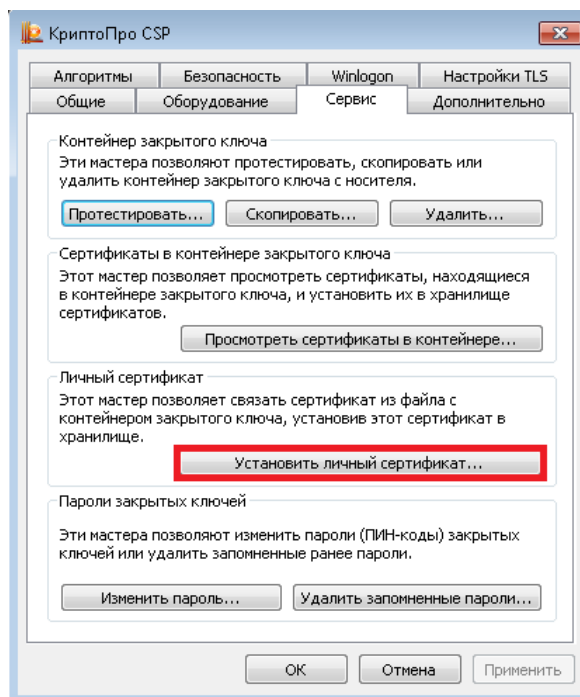 КриптоПро CSP
Алгоритмы Безопасность Winlogon Настройки TLS
Общие Оборудование Сервис Дополнительно
Контейнер закрытого ключа
Эти мастера позволяют протестировать, скопировать или
удалить контейнер закрытого ключа с носителя.
Протестировать... Скопировать... Удалить...
Сертификаты в контейнере закрытого ключа
Этот мастер позволяет просмотреть сертификаты, находящиеся
в контейнере закрытого ключа, и установить их в хранилище
сертификатов.
Просмотреть сертификаты в контейнере...
Личный сертификат
Этот мастер позволяет связать сертификат из файла с
контейнером закрытого ключа, установив этот сертификат в
хранилище.
Установить личный сертификат...
Пароли закрытых ключей
Эти мастера позволяют изменить пароли (ПИН-коды) закрытых
ключей или удалить запомненные ранее пароли.
Изменить пароль... Удалить запомненные пароли...
ОК Отмена Применить